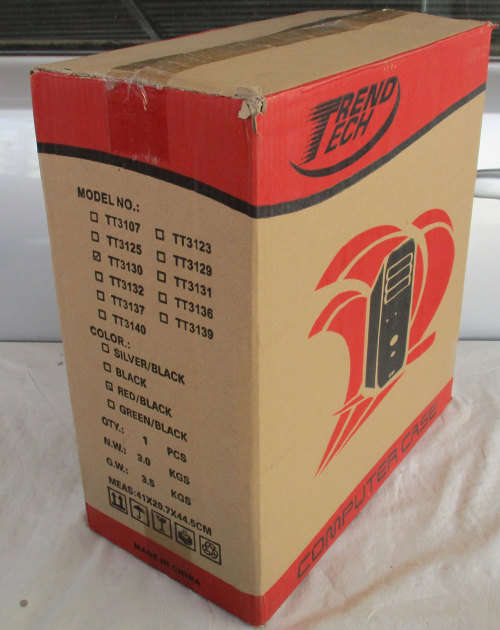 TREND
TECH
MODEL NO.:
TT3107 TT3123
TT3125 TT3129
TT3130 TT3131
TT3132 TT3136
TT3137 TT3139
TT3140
COLOR.:
SILVER/BLACK
BLACK
RED/BLACK
GREEN/BLACK
QTY.: 1 PCS
N.W.: 3.0 KGS
G.W.: 3.5 KGS
MEAS:41X20.7X44.5CM
MADE IN CHINA
COMPUTER CASE